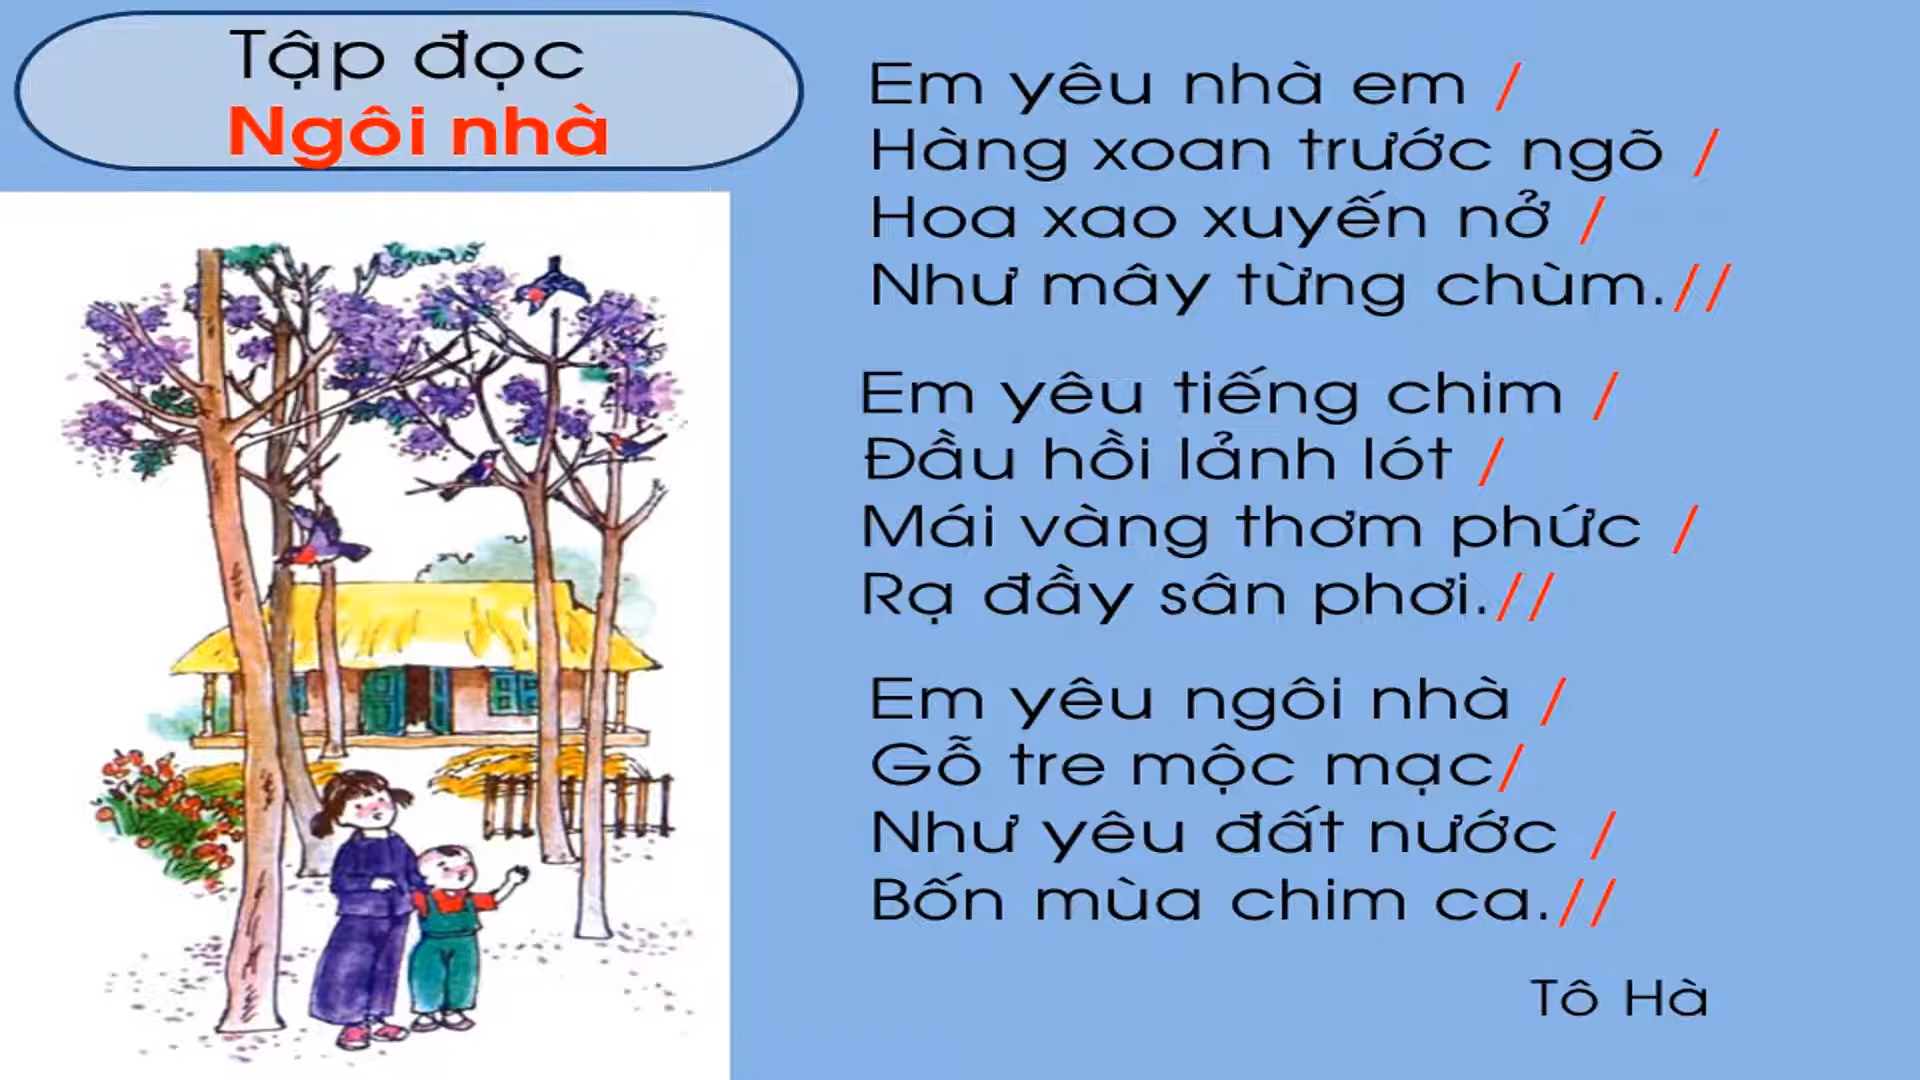 Tập đọc
Ngôi nhà
Em yêu nhà em /
Hàng xoan trước ngõ /
Hoa xao xuyến nở /
Như mây từng chùm.//
Em yêu tiếng chim /
Đầu hồi lảnh lót /
Mái vàng thơm phức /
Rạ đầy sân phơi.//
Em yêu ngôi nhà /
Gỗ tre mộc mạc/
Như yêu đất nước /
Bốn mùa chim ca.//
Tô Hà